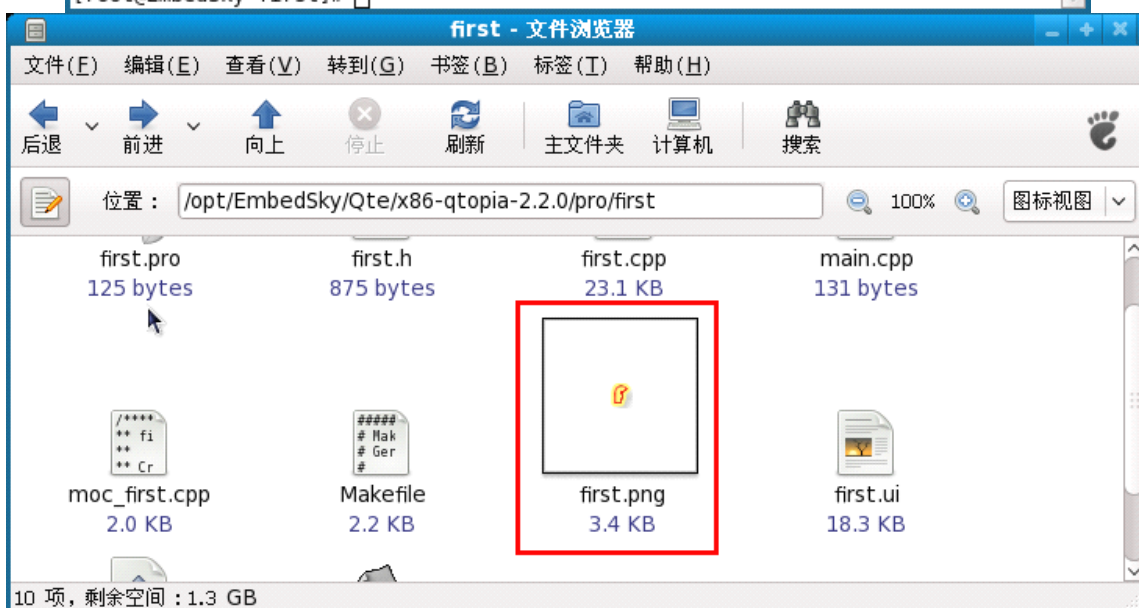 first - 文件浏览器
文件(F) 编辑(E) 查看(V) 转到(G) 书签(B) 标签(T) 帮助(H)
后退 前进 向上 停止 刷新 主文件夹 计算机 搜索
位置： /opt/EmbedSky/Qte/x86-qtopia-2.2.0/pro/first 100% 图标视图
first.pro first.h first.cpp main.cpp
125 bytes 875 bytes 23.1 KB 131 bytes
/****
** fi
**
** Cr
#####
# Mak
# Ger
#
moc_first.cpp Makefile first.png first.ui
2.0 KB 2.2 KB 3.4 KB 18.3 KB
10 项，剩余空间：1.3 GB